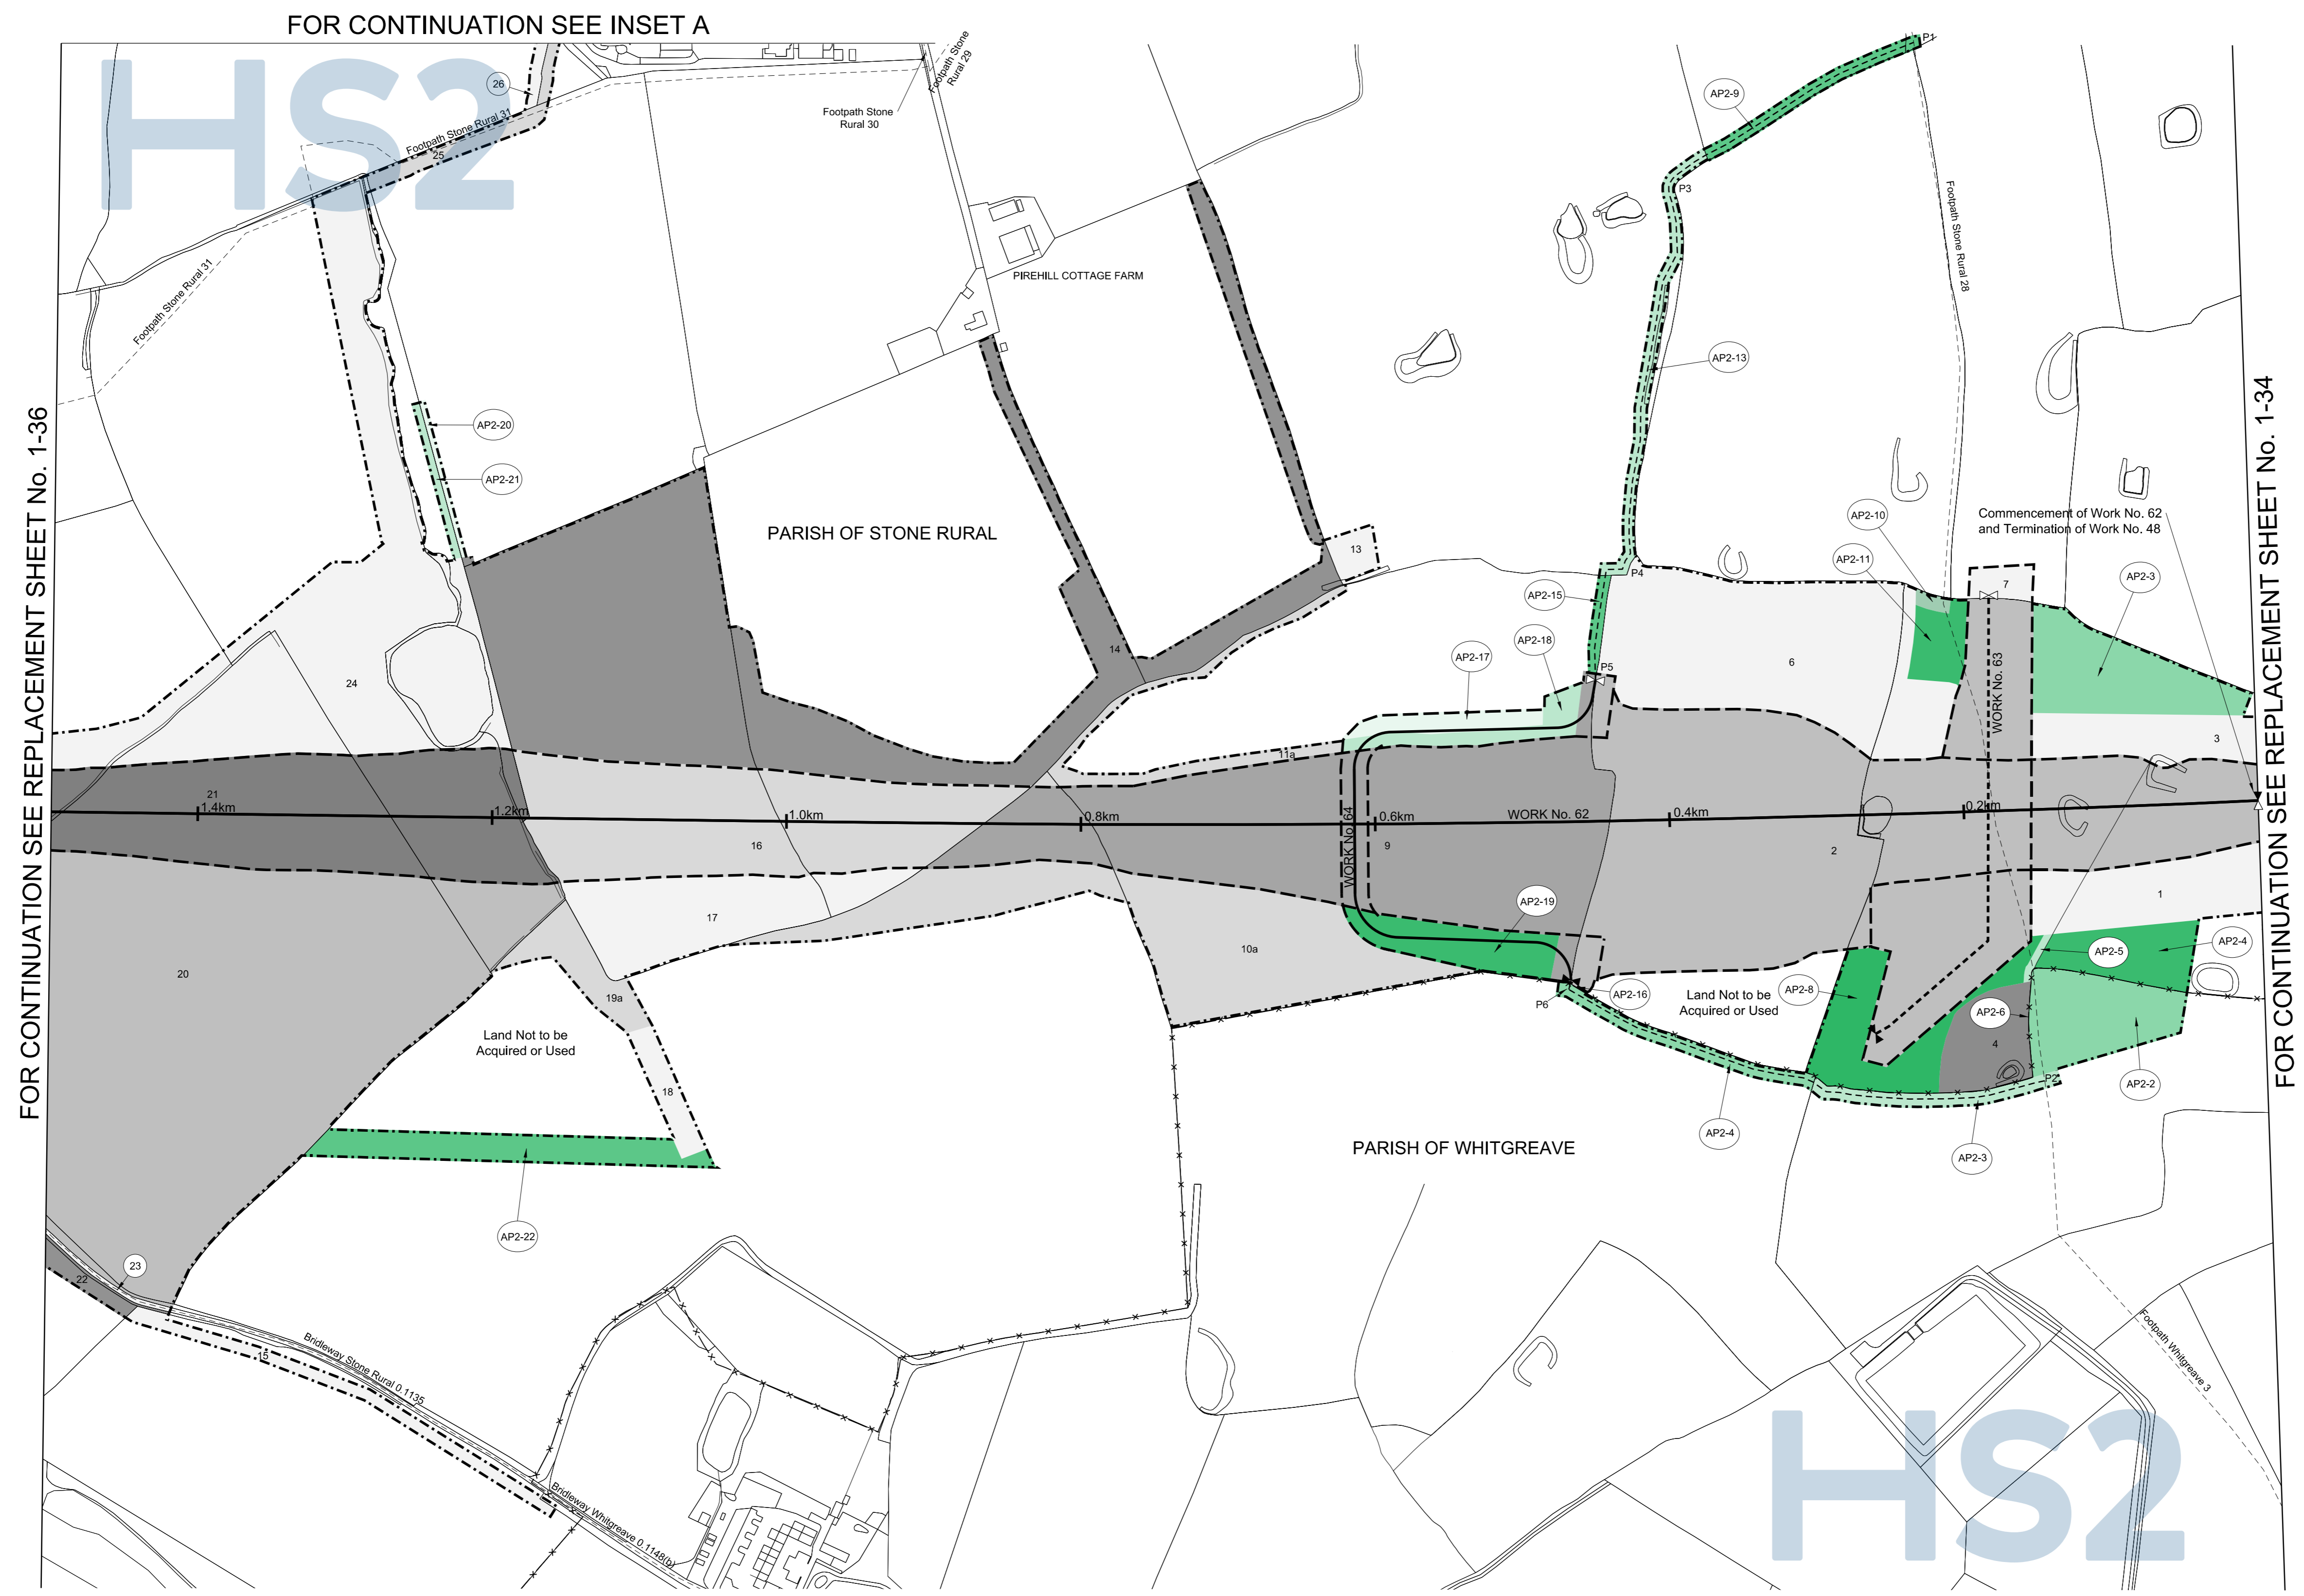 FOR CONTINUATION SEE INSET A
HS2
26
Footpath Stone Rural 31
25
Footpath Stone
Rural 29
Footpath Stone
Rural 30
P1
AP2-9
P3
Footpath Stone Rural 28
Footpath Stone Rural 31
PIREHILL COTTAGE FARM
AP2-13
FOR CONTINUATION SEE REPLACEMENT SHEET No. 1-36
FOR CONTINUATION SEE REPLACEMENT SHEET No. 1-34
AP2-20
AP2-21
PARISH OF STONE RURAL
13
AP2-10
Commencement of Work No. 62
and Termination of Work No. 48
AP2-11
AP2-3
P4
7
AP2-15
AP2-18
AP2-17
P5
6
14
24
WORK No. 63
3
11a
21
1.4km
1.2km
1.0km
0.8km
0.6km
WORK No. 62
0.4km
0.2km
WORK No. 64
16
9
2
1
17
AP2-19
10a
AP2-4
AP2-5
20
19a
AP2-16
P6
Land Not to be
Acquired or Used
AP2-8
AP2-6
4
Land Not to be
Acquired or Used
18
P2
AP2-2
AP2-4
AP2-3
PARISH OF WHITGREAVE
AP2-22
23
22
15
Bridleway Stone Rural 0.1135
Footpath Whitgreave 3
Bridleway Whitgreave 0.1148(b)
HS2